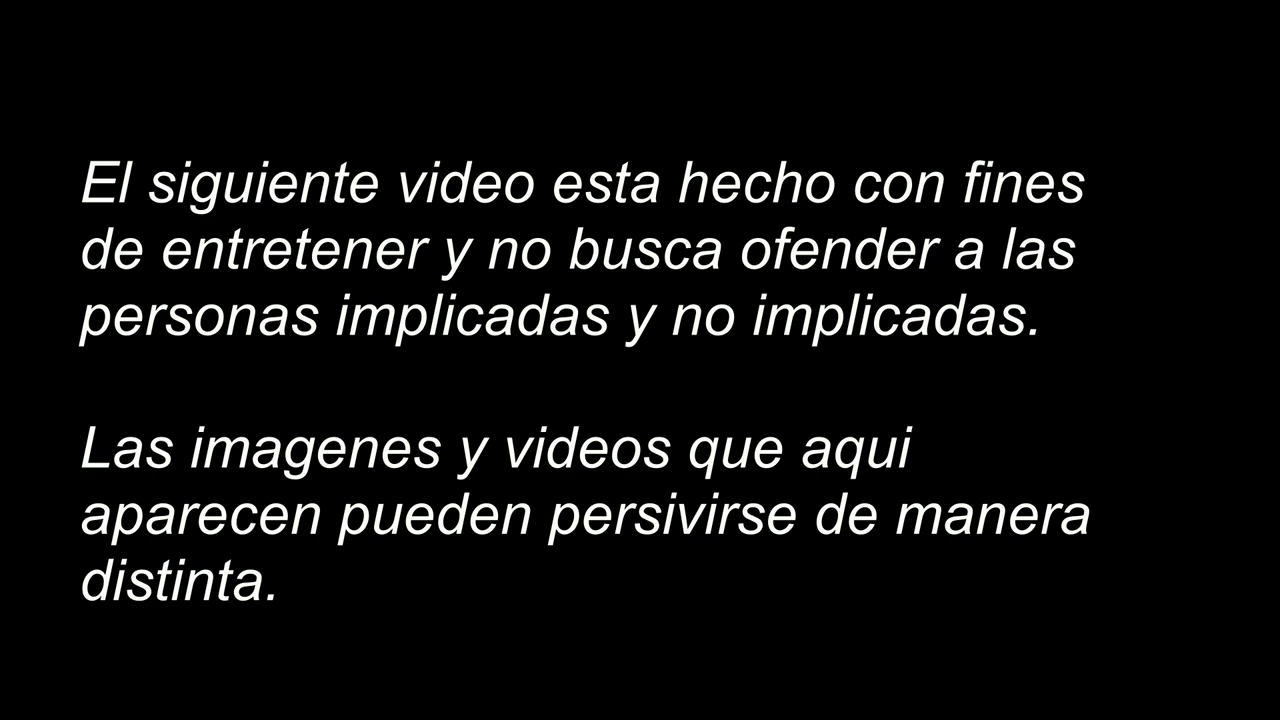 El siguiente video esta hecho con fines
de entretener y no busca ofender a las
personas implicadas y no implicadas.
Las imagenes y videos que aqui
aparecen pueden persivirse de manera
distinta.